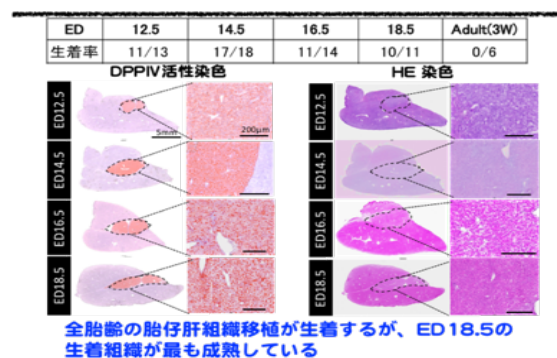 ED 12.5 14.5 16.5 18.5 Adult(3W)
生着率 11/13 17/18 11/14 10/11 0/6
DPPIV活性染色 HE 染色
ED12.5 5mm 200μm ED12.5
ED14.5 ED14.5
ED16.5 ED16.5
ED18.5 ED18.5
全胎齢の胎仔肝組織移植が生着するが、ED18.5の
生着組織が最も成熟している